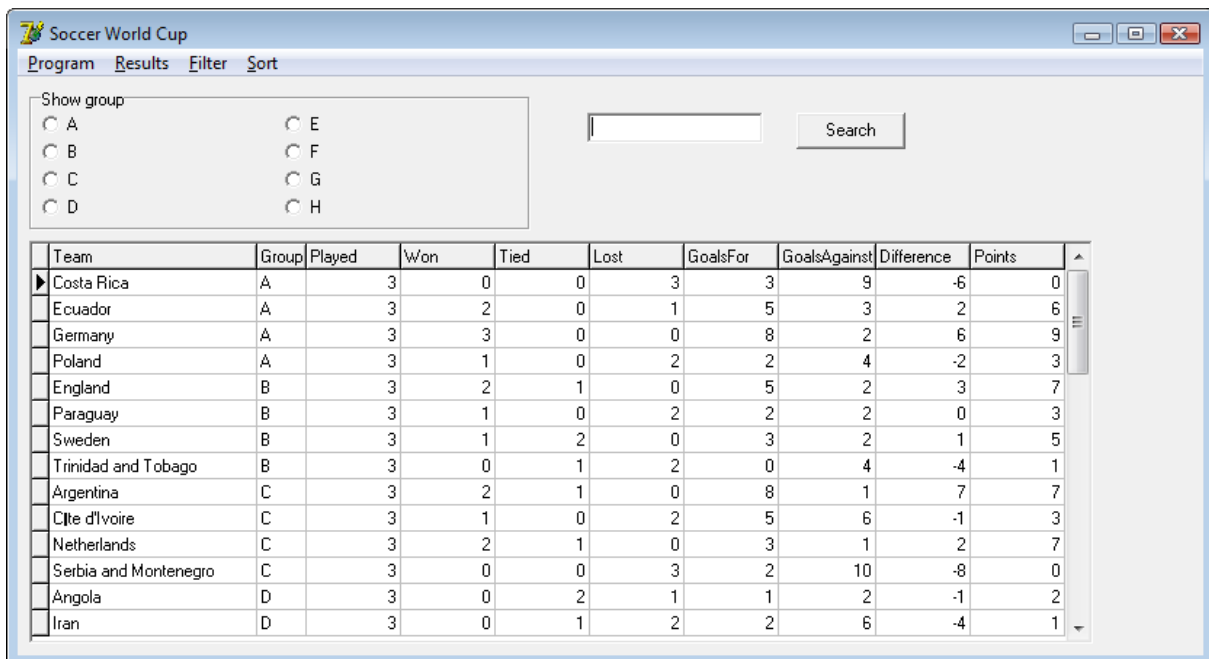 Soccer World Cup
Program Results Filter Sort
Show group
A E
B F
C G
D H
Search
Team Group Played Won Tied Lost GoalsFor GoalsAgainst Difference Points
Costa Rica A 3 0 0 3 3 9 -6 0
Ecuador A 3 2 0 1 5 3 2 6
Germany A 3 3 0 0 8 2 6 9
Poland A 3 1 0 2 2 4 -2 3
England B 3 2 1 0 5 2 3 7
Paraguay B 3 1 0 2 2 2 0 3
Sweden B 3 1 2 0 3 2 1 5
Trinidad and Tobago B 3 0 1 2 0 4 -4 1
Argentina C 3 2 1 0 8 1 7 7
d'Ivoire C 3 1 0 2 5 6 -1 3
Netherlands C 3 2 1 0 3 1 2 7
Serbia and Montenegro C 3 0 0 3 2 10 -8 0
Angola D 3 0 2 1 1 2 -1 2
Iran D 3 0 1 2 2 6 -4 1